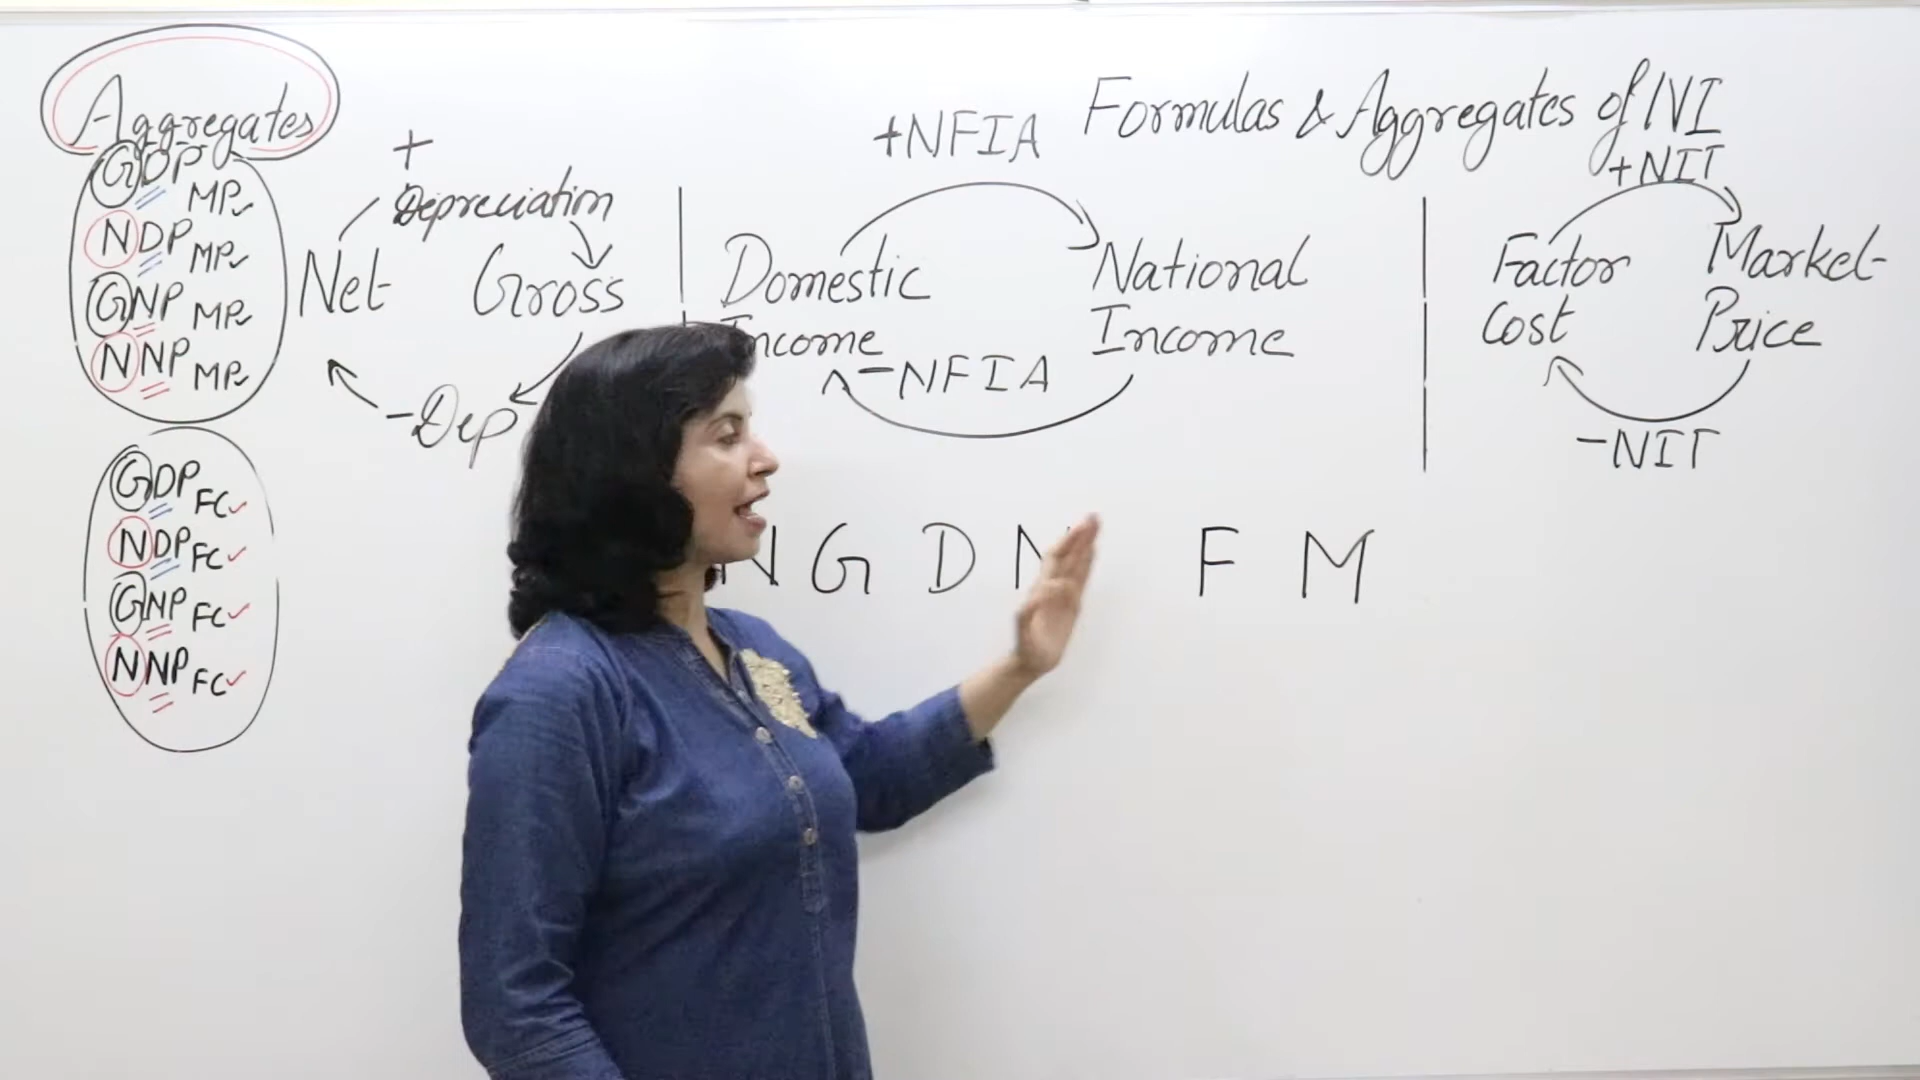 Aggregates
GDP MP
NDP MP
GNP MP
NNP MP
GDP FC
NDP FC
GNP FC
NNP FC
+
Depreciation
Net
Gross
-Dep
+NFIA
Domestic
Income
National
Income
-NFIA
Formulas & Aggregates of NI
+NIT
Factor
Cost
Market
Price
-NIT
N G D N F M